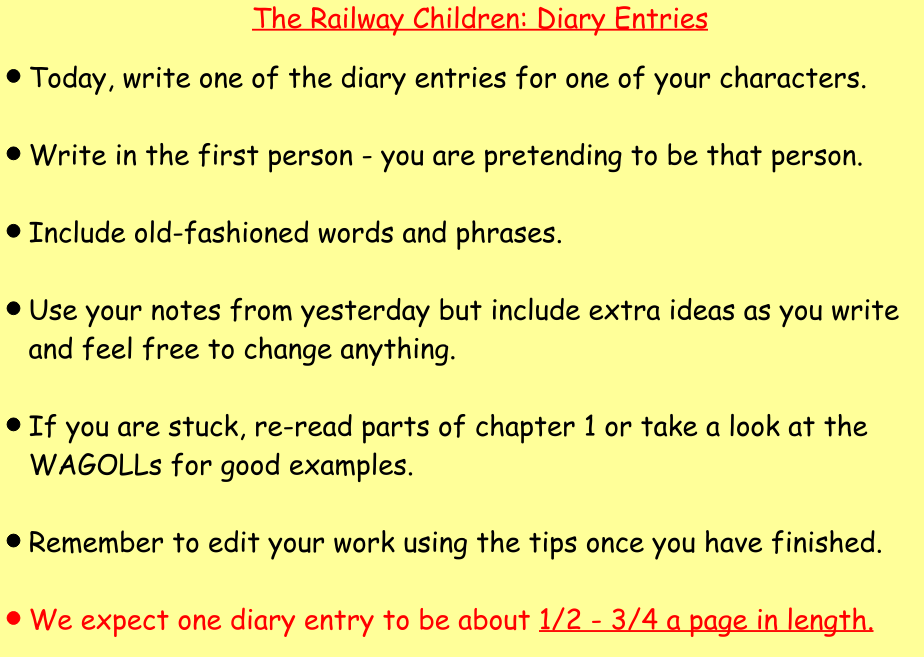 The Railway Children: Diary Entries
• Today, write one of the diary entries for one of your characters.
• Write in the first person - you are pretending to be that person.
• Include old-fashioned words and phrases.
• Use your notes from yesterday but include extra ideas as you write
and feel free to change anything.
• If you are stuck, re-read parts of chapter 1 or take a look at the
WAGOLLs for good examples.
• Remember to edit your work using the tips once you have finished.
• We expect one diary entry to be about 1/2 - 3/4 a page in length.